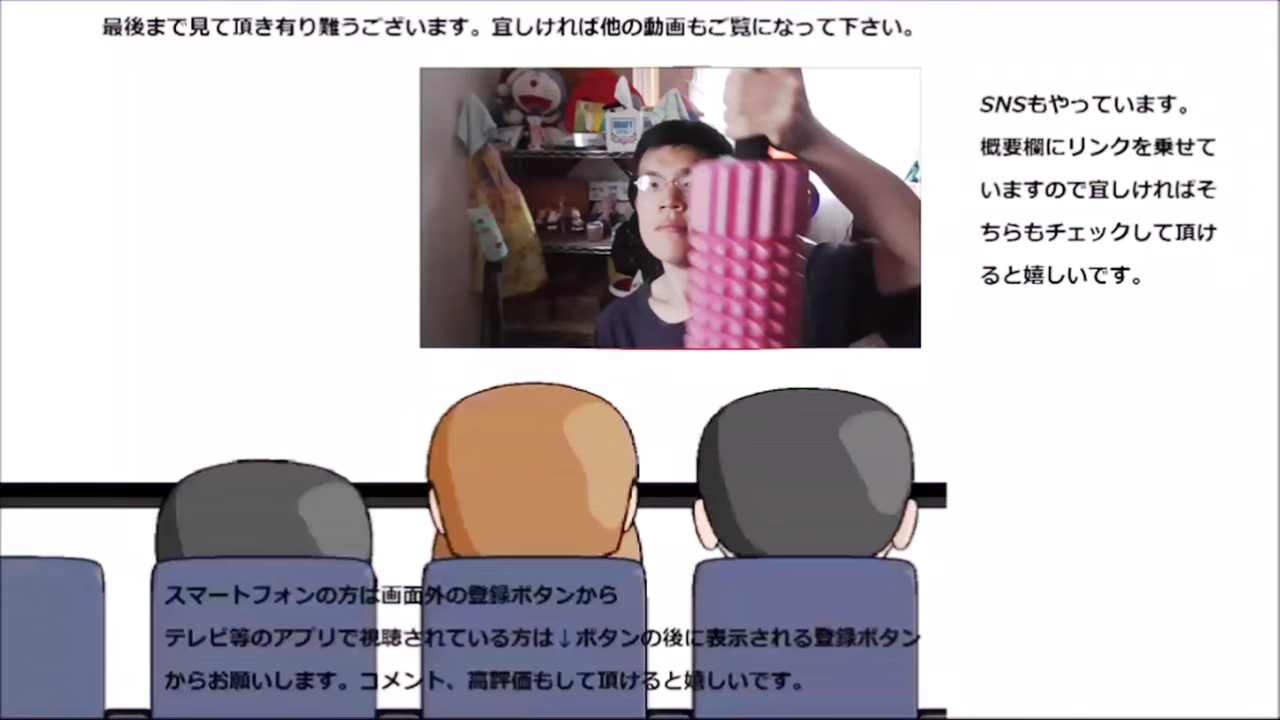 最後まで見て頂き有り難うございます。宜しければ他の動画もご覧になって下さい。
SNSもやっています。
概要欄にリンクを乗せて
いますので宜しければそ
ちらもチェックして頂け
ると嬉しいです。
スマートフォンの方は画面外の登録ボタンから
テレビ等のアプリで視聴されている方は↓ボタンの後に表示される登録ボタン
からお願いします。コメント、高評価もして頂けると嬉しいです。